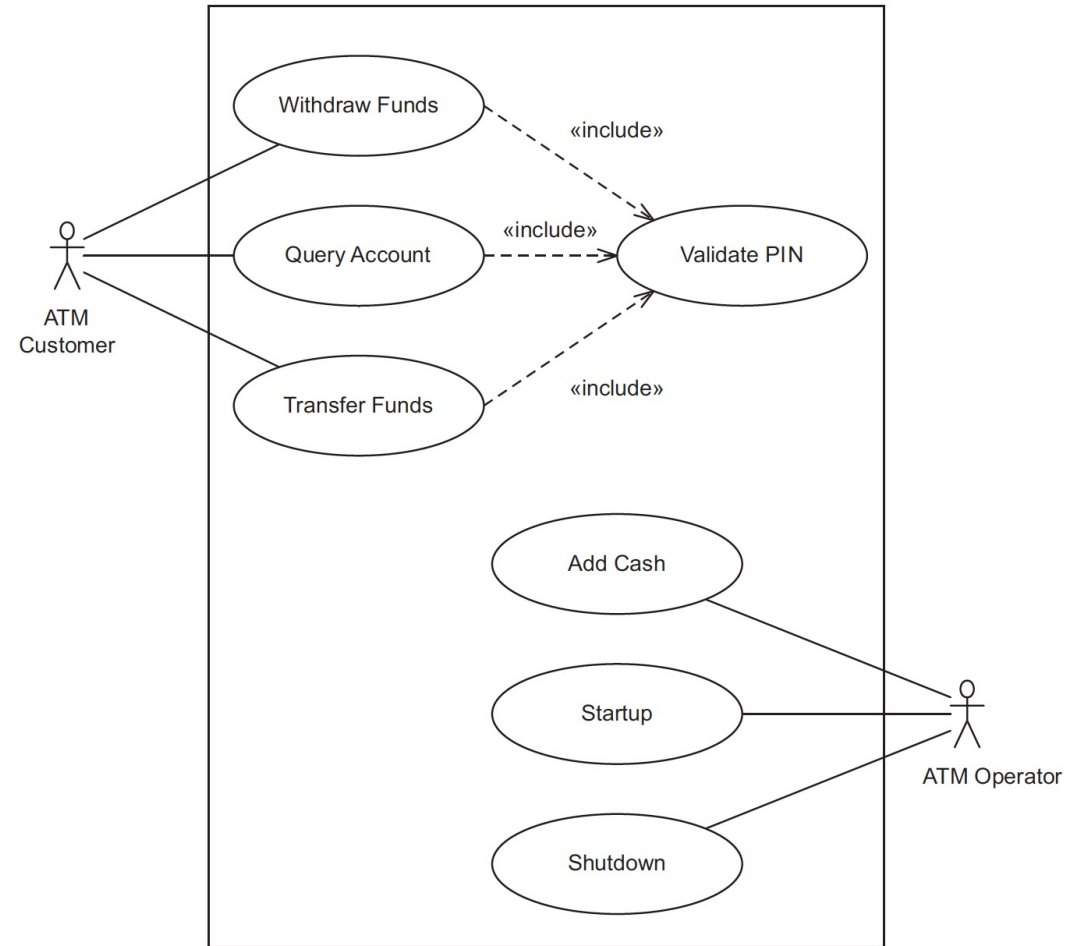 Withdraw Funds
«include»
Query Account
«include»
Validate PIN
ATM
Customer
Transfer Funds
«include»
Add Cash
Startup
ATM Operator
Shutdown